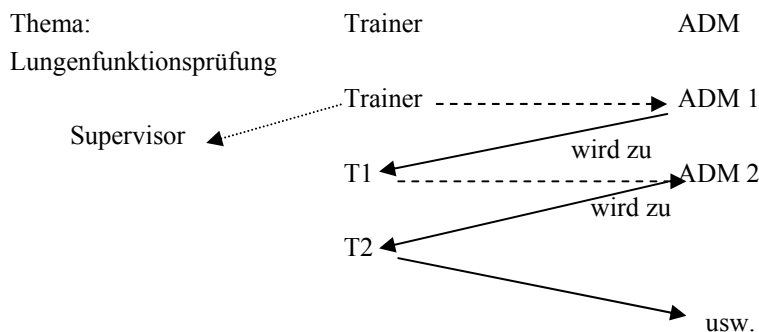 Thema: Trainer ADM
Lungenfunktionsprüfung
Trainer ADM 1
Supervisor
wird zu
T1 ADM 2
wird zu
T2
usw.